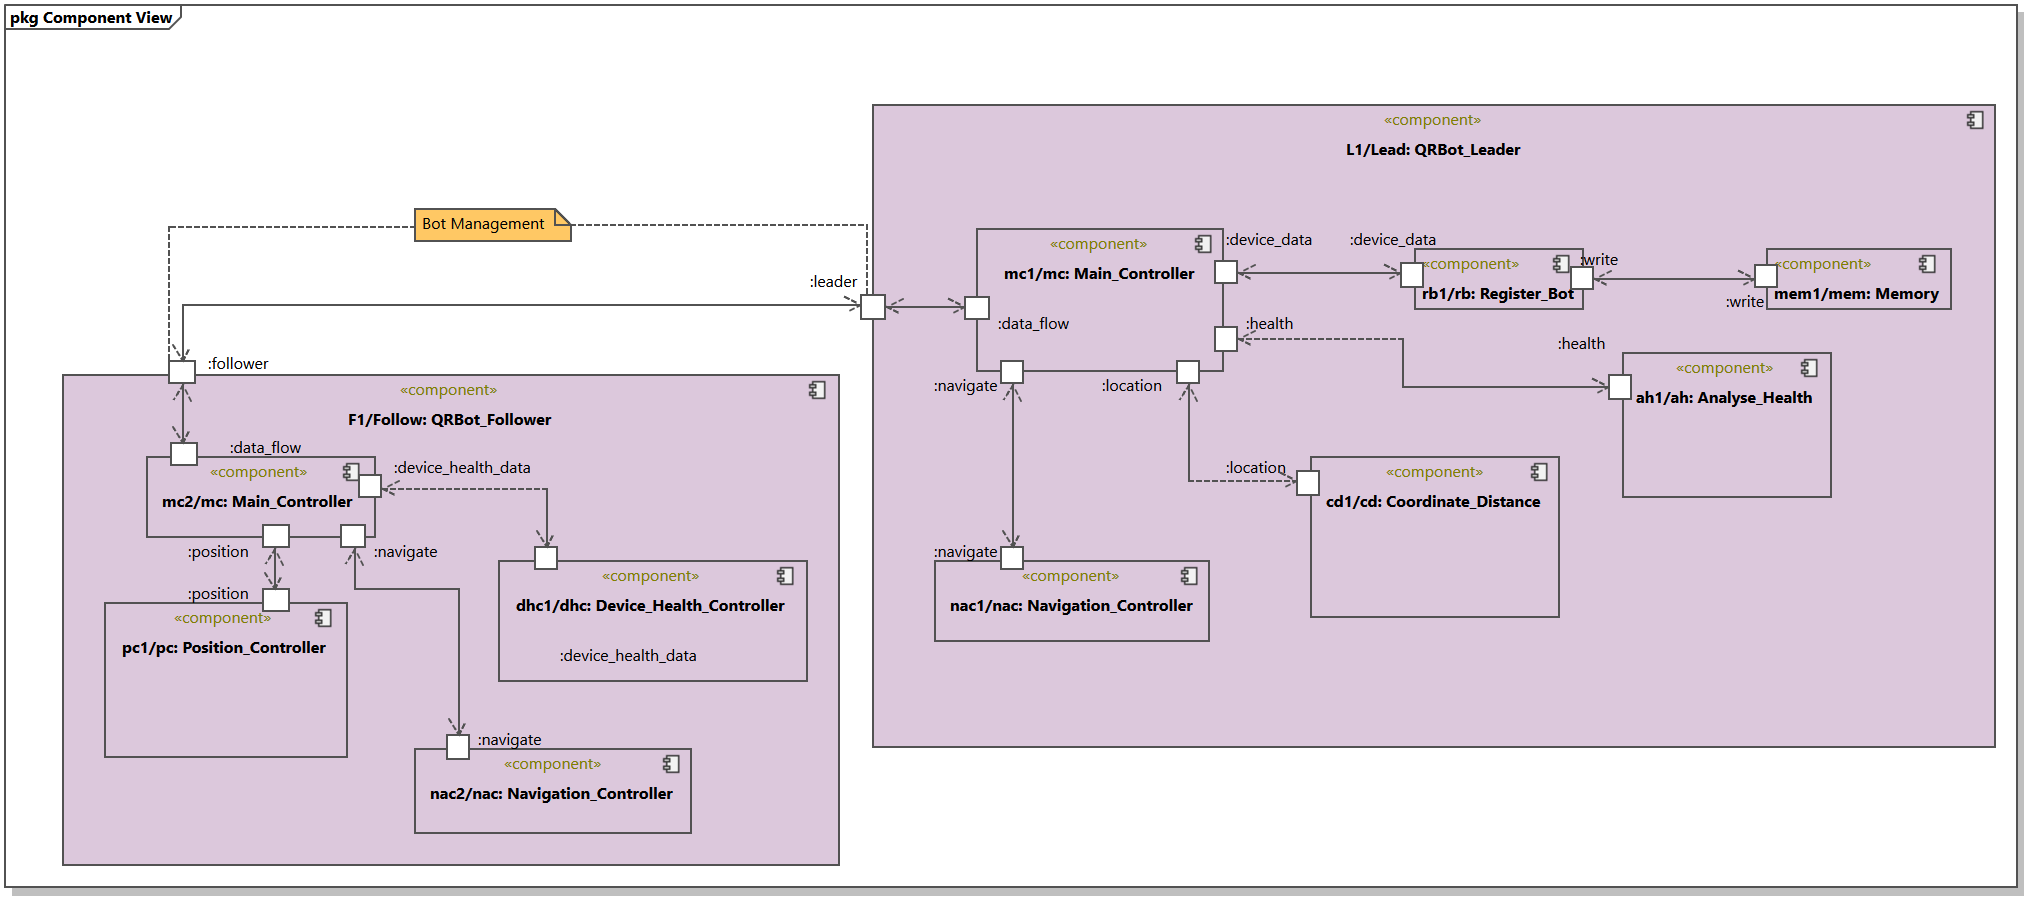 pkg Component View
«component»
L1/Lead: QRBot_Leader
Bot Management
:leader
«component»
mc1/mc: Main_Controller
:data_flow
:device_data
:device_data
«component»
rb1/rb: Register_Bot
:write
:write
«component»
mem1/mem: Memory
:health
:health
«component»
ah1/ah: Analyse_Health
:navigate
:location
:location
«component»
cd1/cd: Coordinate_Distance
:navigate
«component»
nac1/nac: Navigation_Controller
:follower
«component»
F1/Follow: QRBot_Follower
:data_flow
«component»
mc2/mc: Main_Controller
:device_health_data
:position
:navigate
:position
«component»
pc1/pc: Position_Controller
«component»
dhc1/dhc: Device_Health_Controller
:device_health_data
:navigate
«component»
nac2/nac: Navigation_Controller